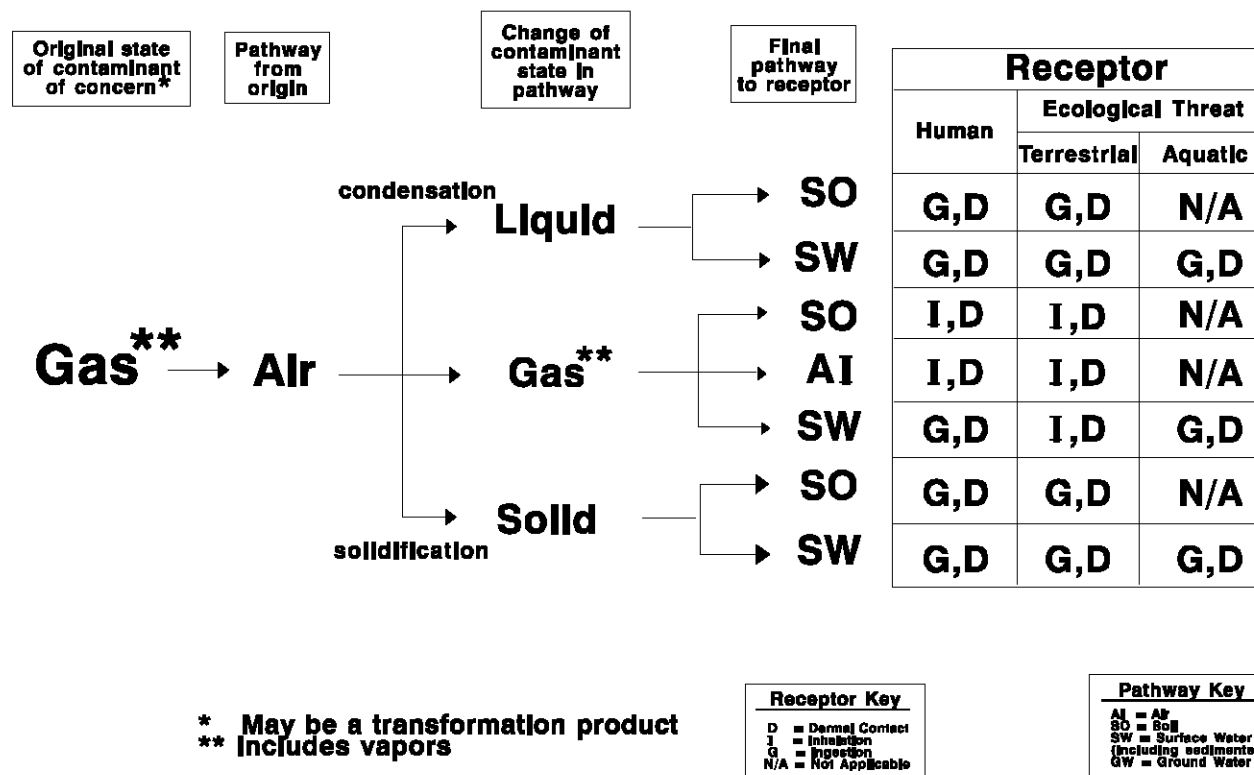 Original state
of contaminant
of concern*
Pathway
from
origin
Change of
contaminant
state in
pathway
Final
pathway
to receptor
Receptor
Human
Ecological Threat
Terrestrial
Aquatic
condensation
Liquid
SO
G,D
G,D
N/A
SW
G,D
G,D
G,D
Gas**
Air
Gas**
SO
I,D
I,D
N/A
AI
I,D
I,D
N/A
SW
G,D
I,D
G,D
solidification
Solid
SO
G,D
G,D
N/A
SW
G,D
G,D
G,D
* May be a transformation product
** Includes vapors
Receptor Key
D = Dermal Contact
I = Inhalation
G = Ingestion
N/A = Not Applicable
Pathway Key
AI = Air
SO = Soil
SW = Surface Water
(including sediments
GW = Ground Water